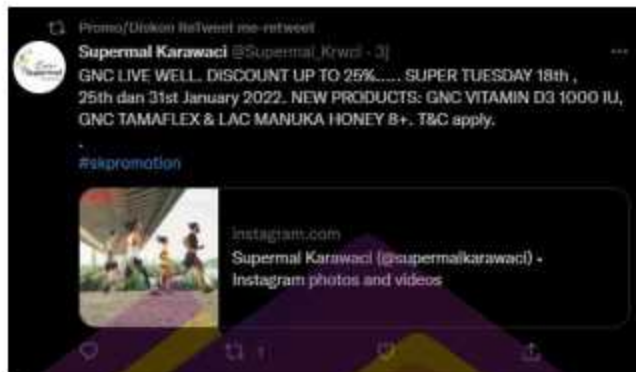 Promo/Diskon ReTweet me-retweet
Supermal Karawaci @Supermal_Krwci · 3j
GNC LIVE WELL. DISCOUNT UP TO 25%..... SUPER TUESDAY 18th ,
25th dan 31st January 2022. NEW PRODUCTS: GNC VITAMIN D3 1000 IU,
GNC TAMAFLEX & LAC MANUKA HONEY 8+. T&C apply.
.
#skpromotion
instagram.com
Supermal Karawaci (@supermalkarawaci) •
Instagram photos and videos
1